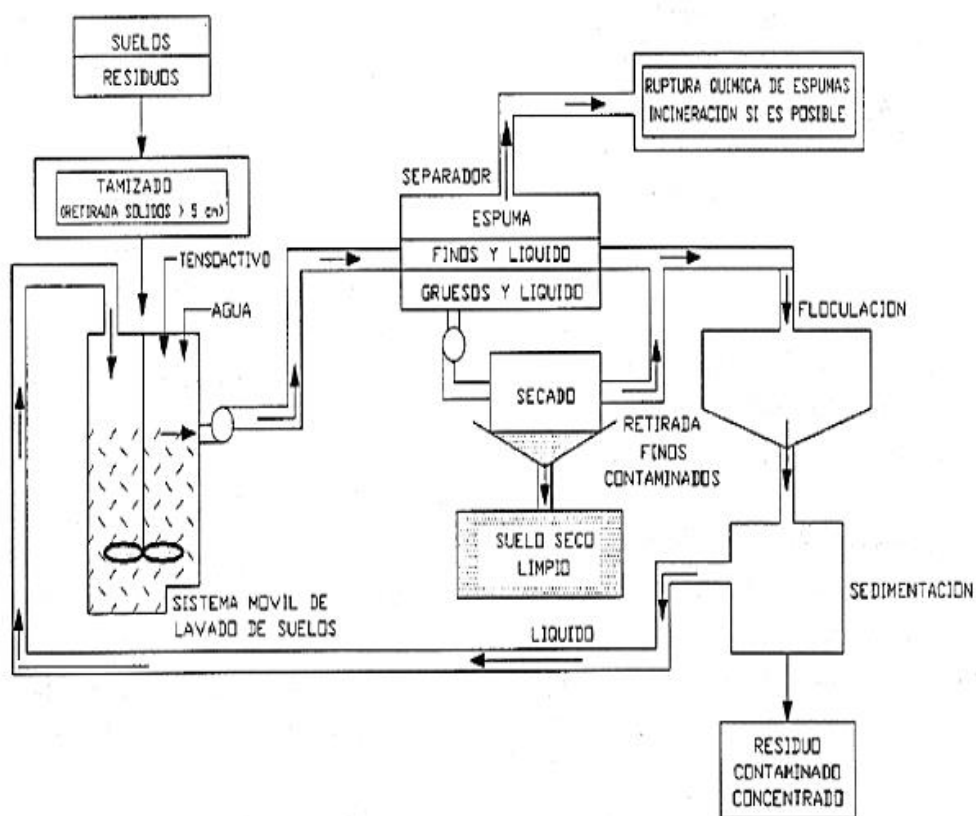 SUELOS
RESIDUOS
RUPTURA QUIMICA DE ESPUMAS
INCINERACION SI ES POSIBLE
TAMIZADO
(RETIRADA SOLIDOS > 5 cm)
SEPARADOR
ESPUMA
FINOS Y LIQUIDO
GRUESOS Y LIQUIDO
TENSOACTIVO
AGUA
FLOCULACION
SECADO
RETIRADA
FINOS
CONTAMINADOS
SUELO SECO
LIMPIO
SISTEMA MOVIL DE
LAVADO DE SUELOS
LIQUIDO
SEDIMENTACION
RESIDUO
CONTAMINADO
CONCENTRADO